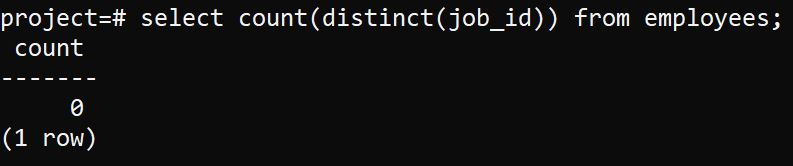 project=# select count(distinct(job_id)) from employees;
 count
-------
     0
(1 row)